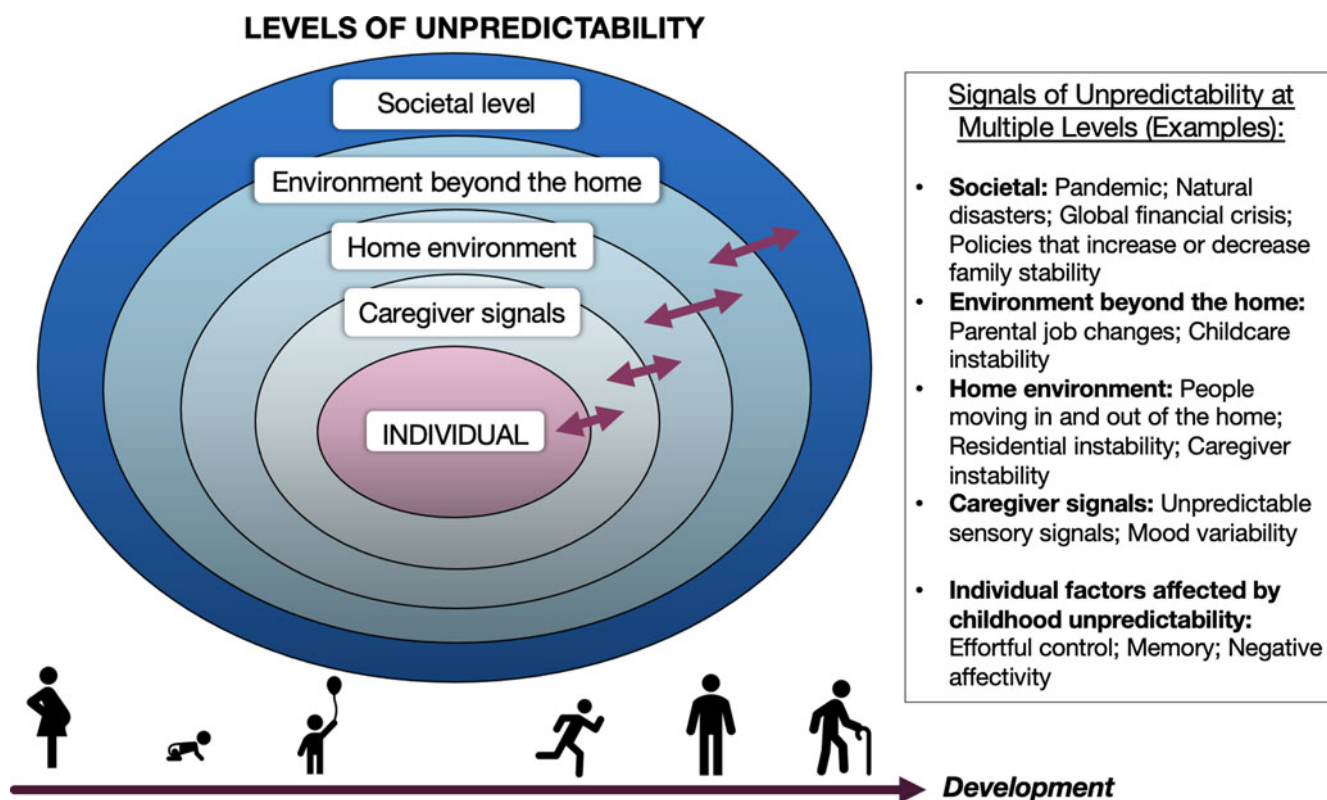 LEVELS OF UNPREDICTABILITY
Societal level
Environment beyond the home
Home environment
Caregiver signals
INDIVIDUAL
Signals of Unpredictability at
Multiple Levels (Examples):
• Societal: Pandemic; Natural
disasters; Global financial crisis;
Policies that increase or decrease
family stability
• Environment beyond the home:
Parental job changes; Childcare
instability
• Home environment: People
moving in and out of the home;
Residential instability; Caregiver
instability
• Caregiver signals: Unpredictable
sensory signals; Mood variability
• Individual factors affected by
childhood unpredictability:
Effortful control; Memory; Negative
affectivity
Development